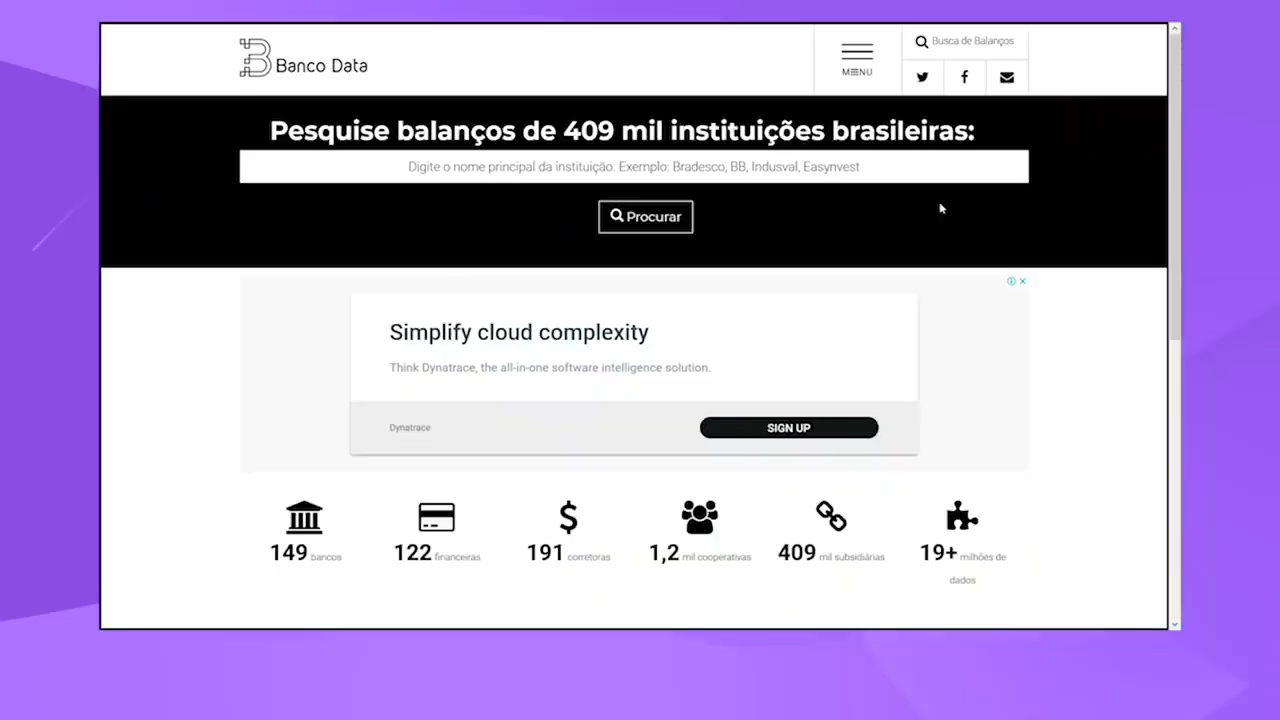 Banco Data
MENU
Busca de Balanços
Pesquise balanços de 409 mil instituições brasileiras:
Digite o nome principal da instituição. Exemplo: Bradesco, BB, Indusval, Easynvest
Procurar
Simplify cloud complexity
Think Dynatrace, the all-in-one software intelligence solution.
Dynatrace
SIGN UP
149 bancos
122 financeiras
191 corretoras
1,2 mil cooperativas
409 mil subsidiárias
19+ milhões de
dados